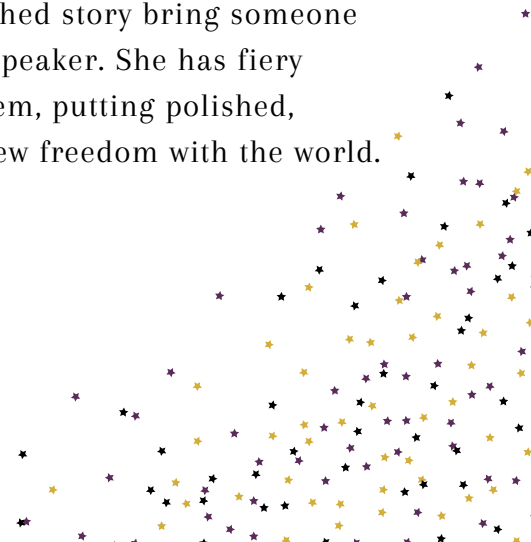 hed story bring someone
peaker. She has fiery
em, putting polished,
ew freedom with the world.